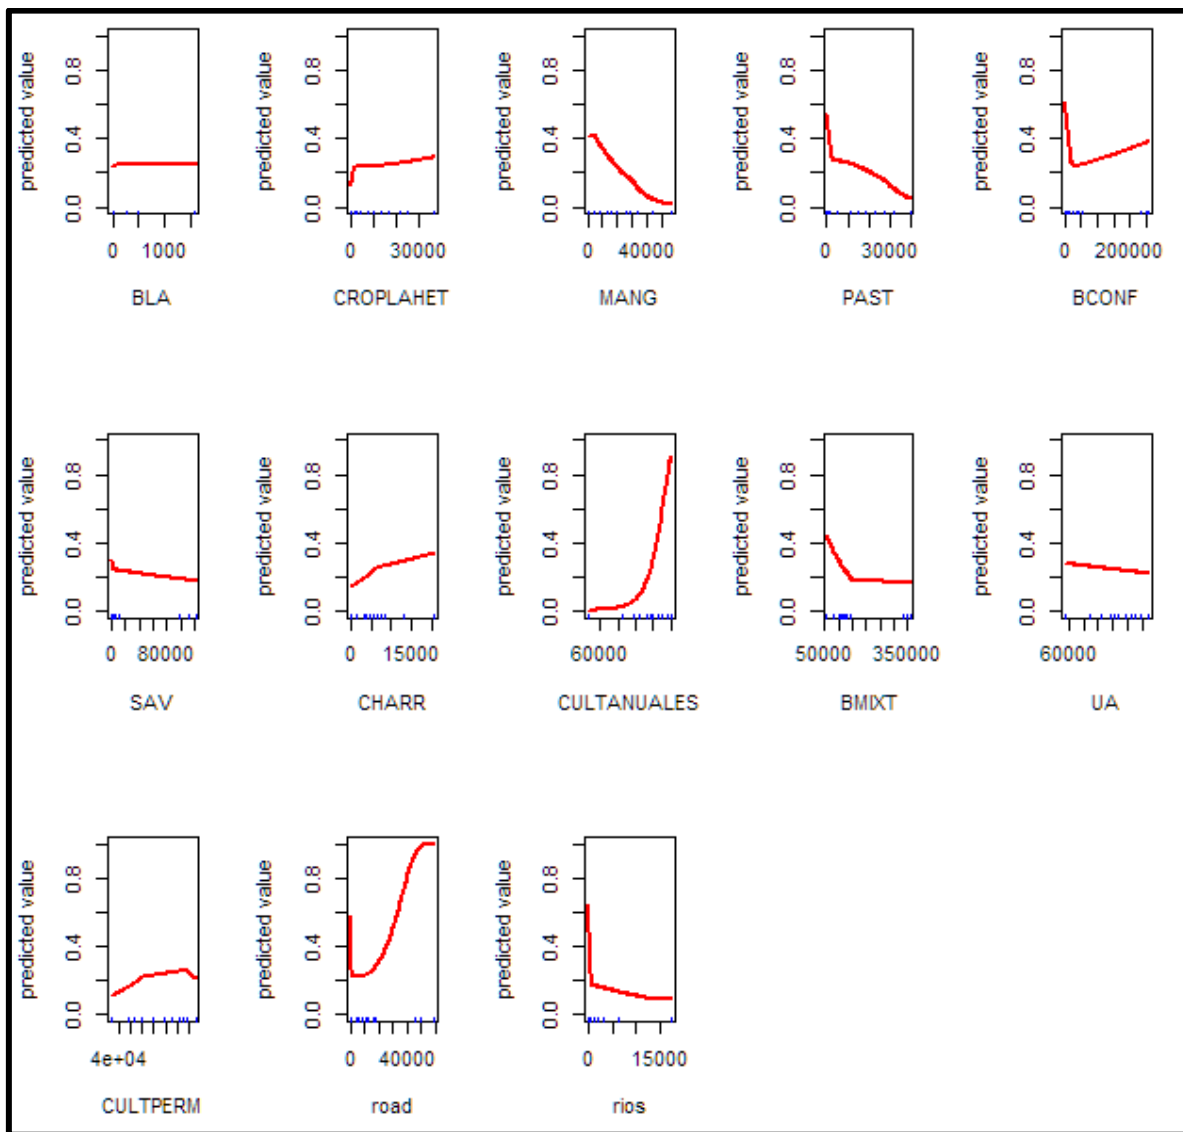 predicted value
0.0 0.4 0.8
0 1000
BLA
predicted value
0.0 0.4 0.8
0 30000
CROPLAHET
predicted value
0.0 0.4 0.8
0 40000
MANG
predicted value
0.0 0.4 0.8
0 30000
PAST
predicted value
0.0 0.4 0.8
0 200000
BCONF
predicted value
0.0 0.4 0.8
0 80000
SAV
predicted value
0.0 0.4 0.8
0 15000
CHARR
predicted value
0.0 0.4 0.8
60000
CULTANUALES
predicted value
0.0 0.4 0.8
50000 350000
BMIXT
predicted value
0.0 0.4 0.8
60000
UA
predicted value
0.0 0.4 0.8
4e+04
CULTPERM
predicted value
0.0 0.4 0.8
0 40000
road
predicted value
0.0 0.4 0.8
0 15000
rios